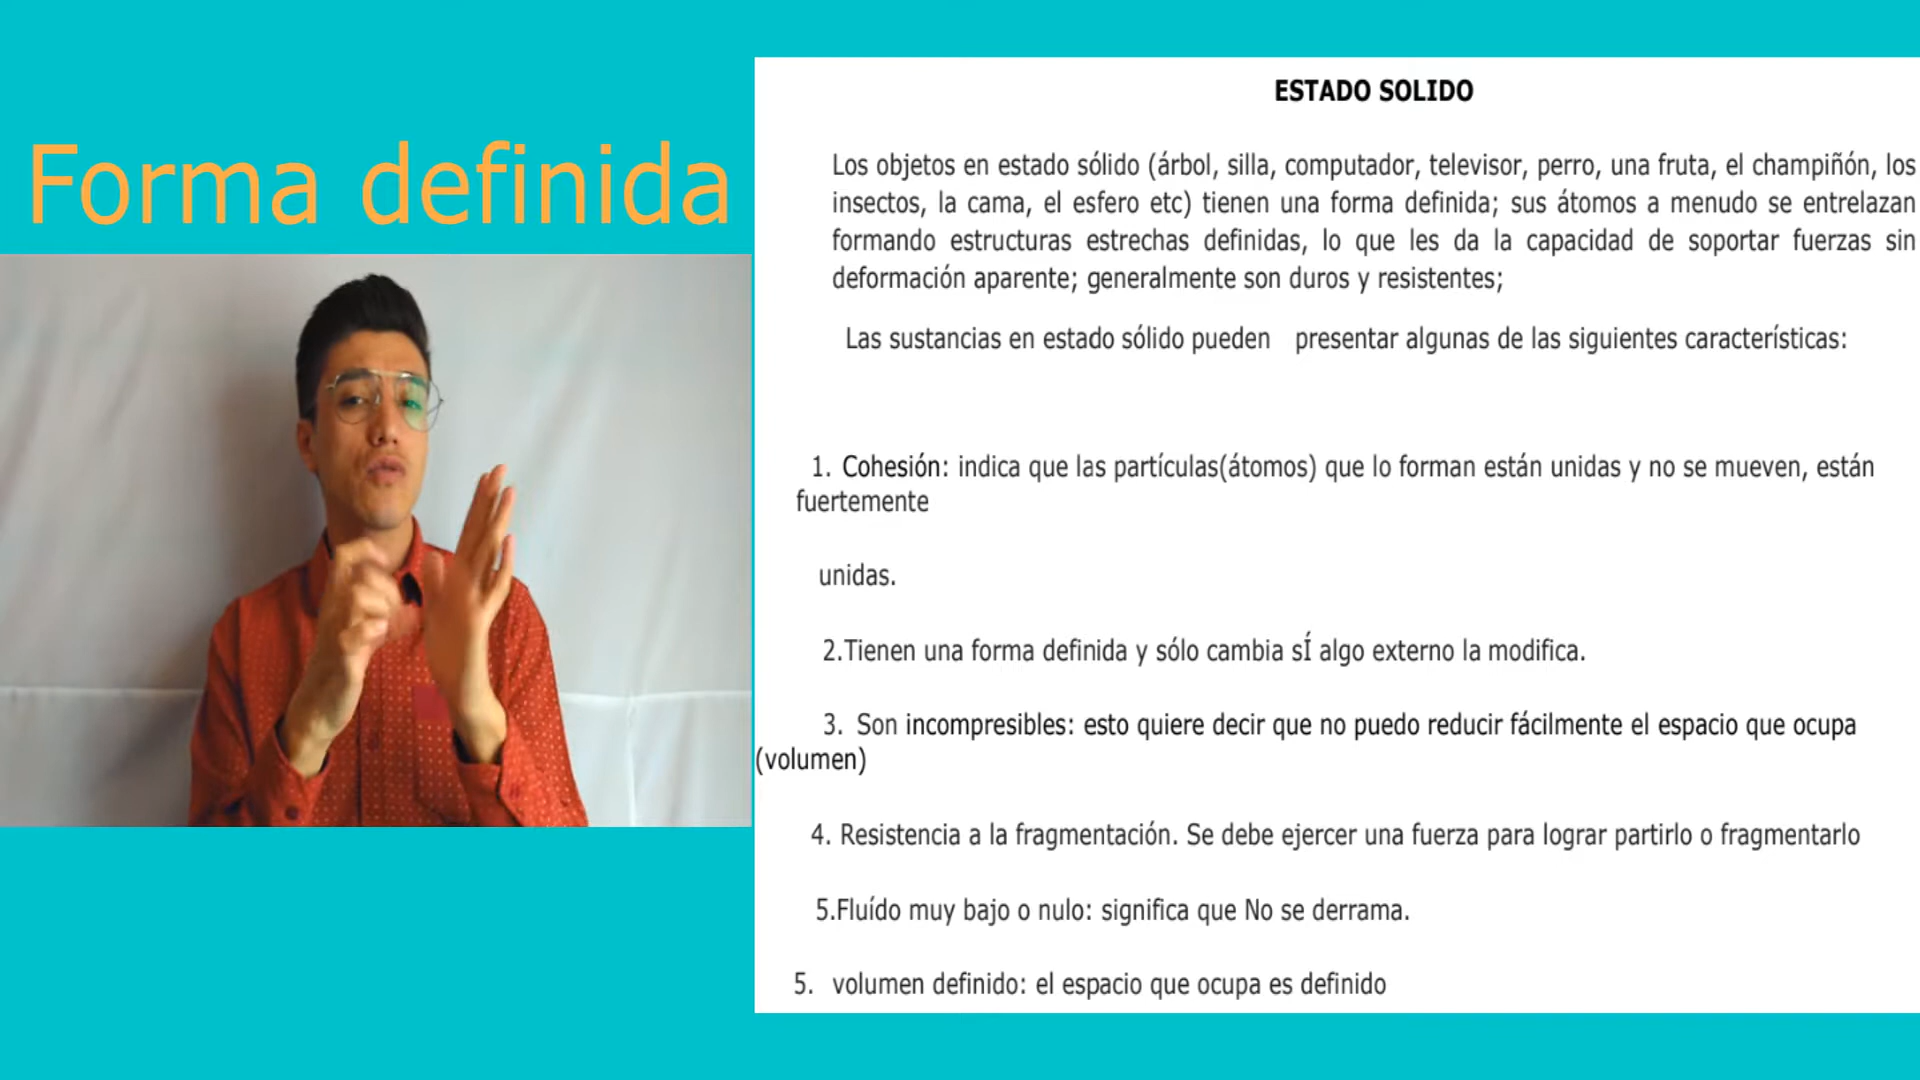 Forma definida
ESTADO SOLIDO
Los objetos en estado sólido (árbol, silla, computador, televisor, perro, una fruta, el champiñón, los
insectos, la cama, el esfero etc) tienen una forma definida; sus átomos a menudo se entrelazan
formando estructuras estrechas definidas, lo que les da la capacidad de soportar fuerzas sin
deformación aparente; generalmente son duros y resistentes;
Las sustancias en estado sólido pueden presentar algunas de las siguientes características:
1. Cohesión: indica que las partículas(átomos) que lo forman están unidas y no se mueven, están
fuertemente
unidas.
2.Tienen una forma definida y sólo cambia sÍ algo externo la modifica.
3. Son incompresibles: esto quiere decir que no puedo reducir fácilmente el espacio que ocupa
(volumen)
4. Resistencia a la fragmentación. Se debe ejercer una fuerza para lograr partirlo o fragmentarlo
5.Fluído muy bajo o nulo: significa que No se derrama.
5. volumen definido: el espacio que ocupa es definido